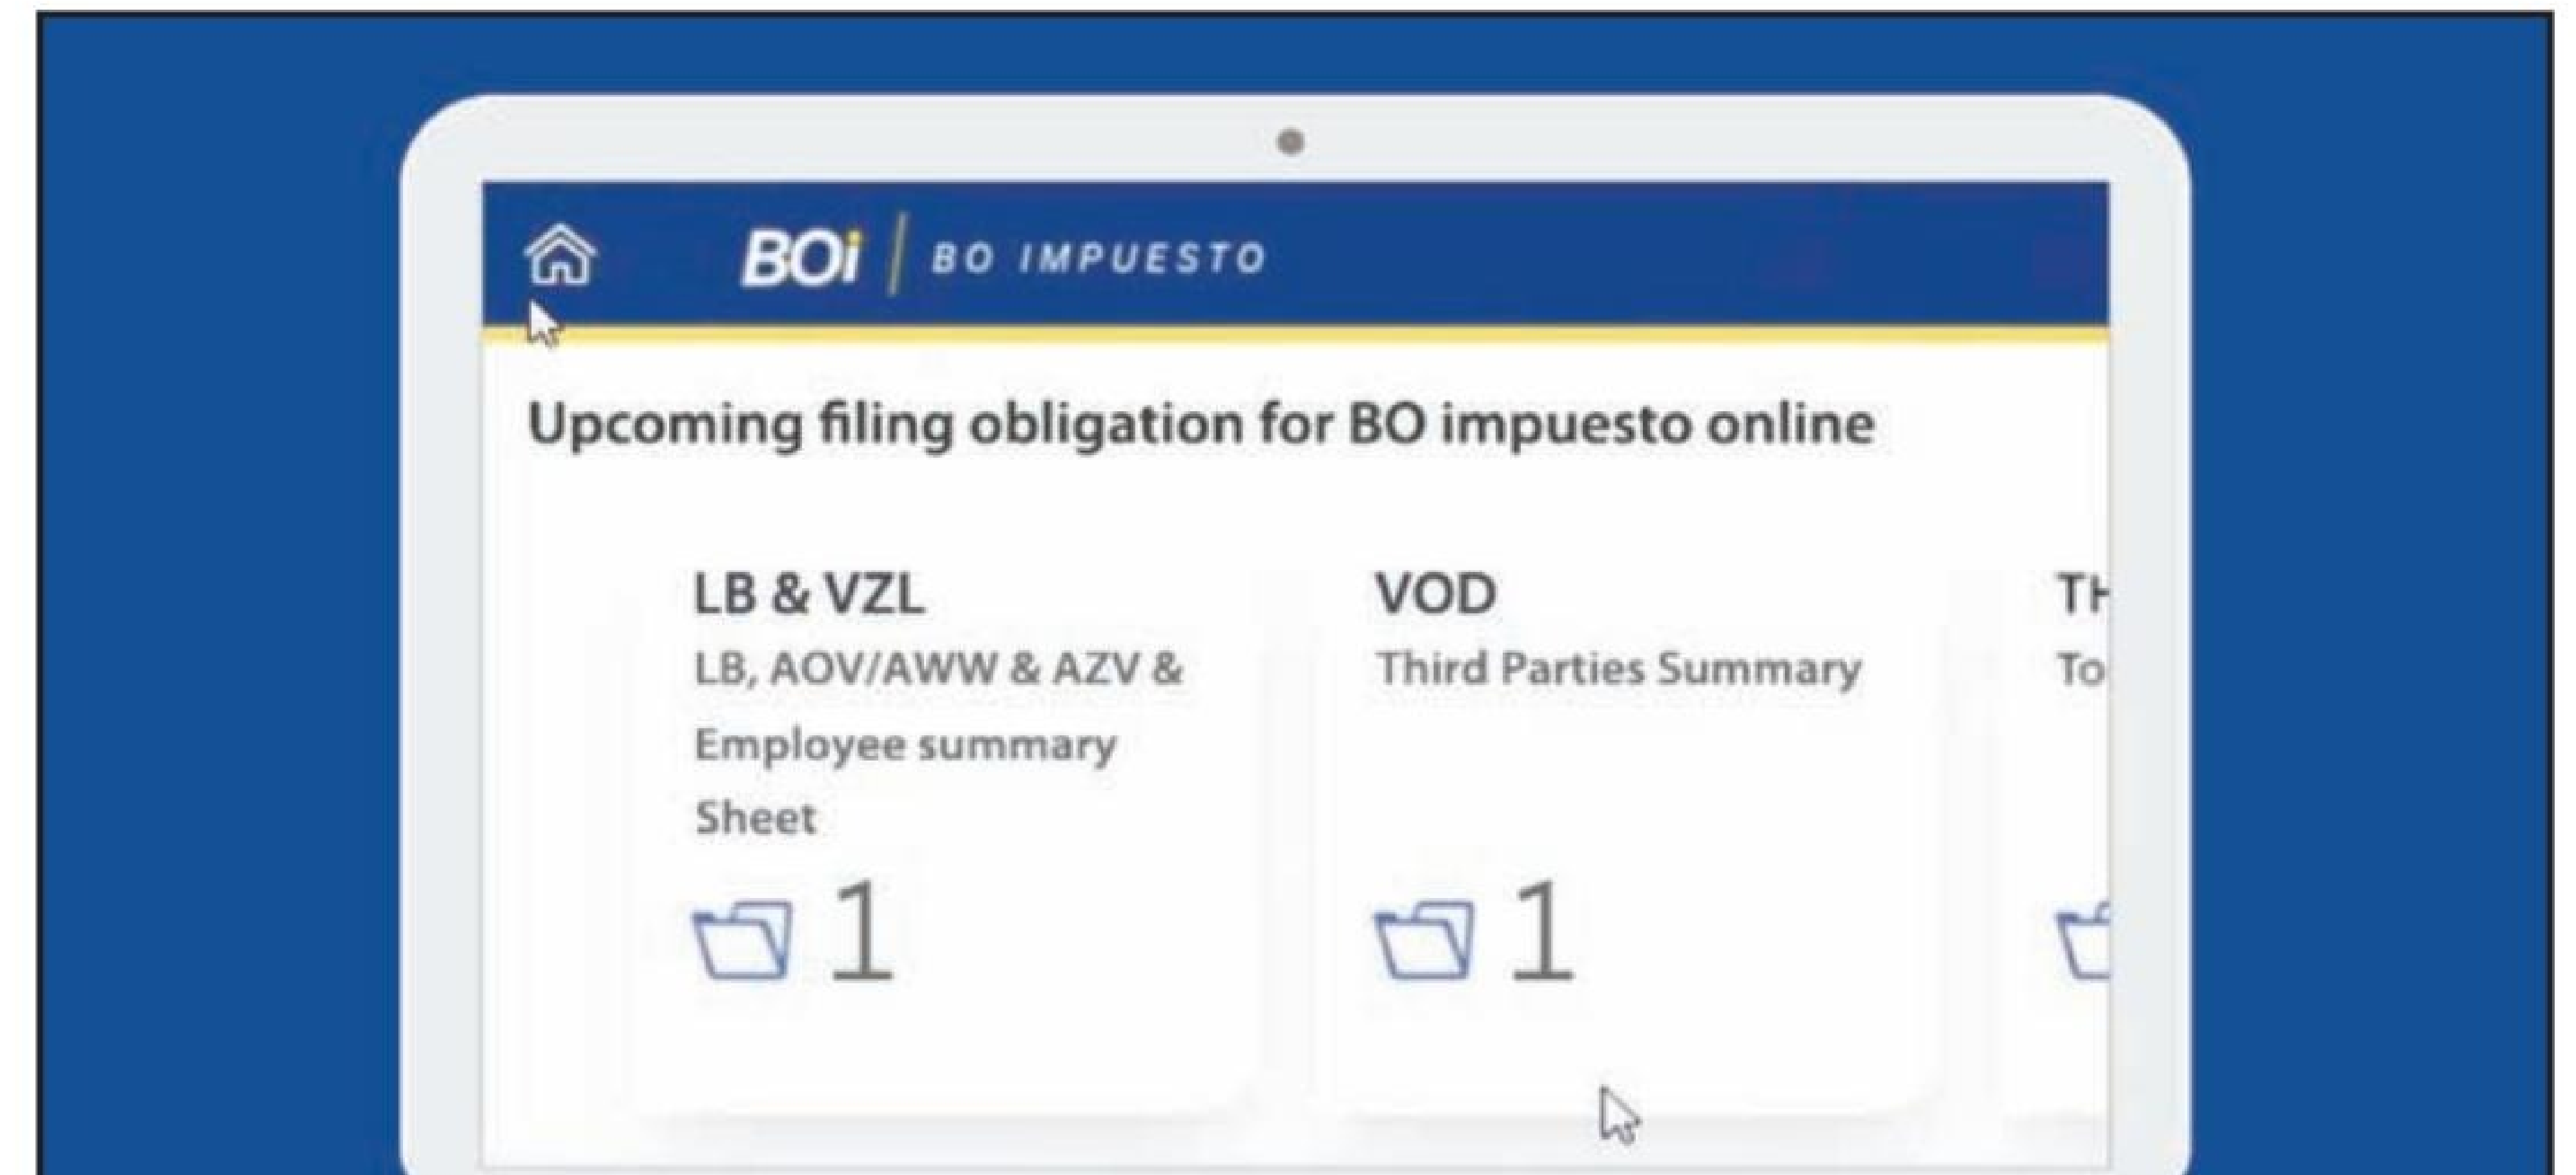 BOi | BO IMPUESTO
Upcoming filing obligation for BO impuesto online
LB & VZL
LB, AOV/AWW & AZV &
Employee summary
Sheet
1
VOD
Third Parties Summary
1
To